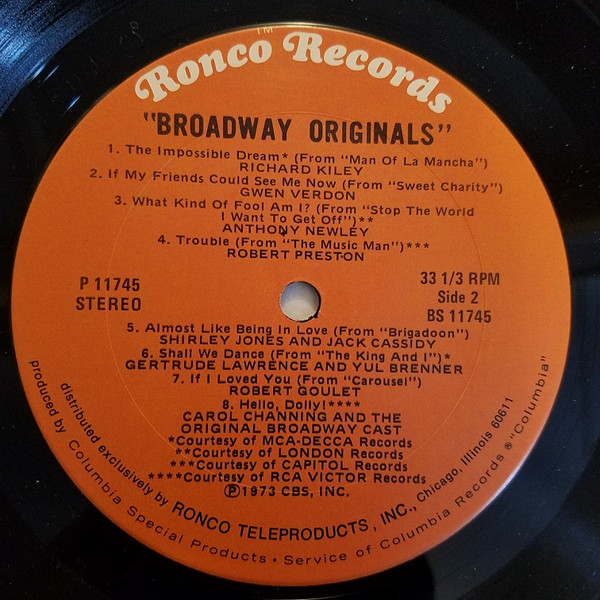 Ronco Records™
"BROADWAY ORIGINALS"
1. The Impossible Dream* (From "Man Of La Mancha")
RICHARD KILEY
2. If My Friends Could See Me Now (From "Sweet Charity")
GWEN VERDON
3. What Kind Of Fool Am I? (From "Stop The World
I Want To Get Off")**
ANTHONY NEWLEY
4. Trouble (From "The Music Man")***
ROBERT PRESTON
P 11745
STEREO
33 1/3 RPM
Side 2
BS 11745
5. Almost Like Being In Love (From "Brigadoon")
SHIRLEY JONES AND JACK CASSIDY
6. Shall We Dance (From "The King And I")*
GERTRUDE LAWRENCE AND YUL BRENNER
7. If I Loved You (From "Carousel")
ROBERT GOULET
8. Hello, Dolly!****
CAROL CHANNING AND THE
ORIGINAL BROADWAY CAST
*Courtesy of MCA-DECCA Records
**Courtesy of LONDON Records
***Courtesy of CAPITOL Records
****Courtesy of RCA VICTOR Records
Ⓟ1973 CBS, INC.
distributed exclusively by RONCO TELEPRODUCTS, INC., Chicago, Illinois 60611
produced by Columbia Special Products • Service of Columbia Records ® "Columbia"